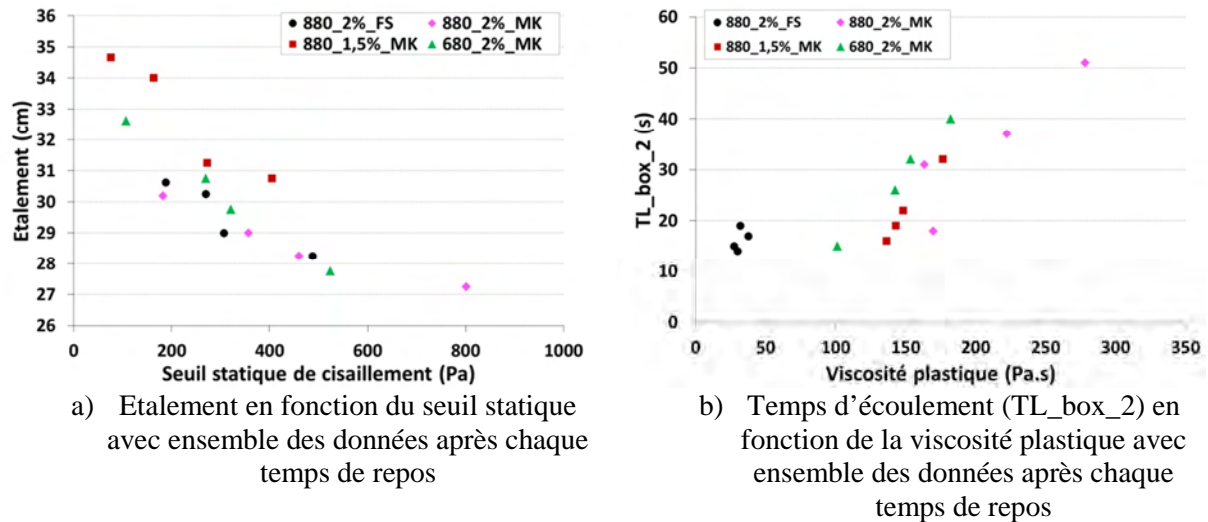 880_2%_FS 880_2%_MK
880_1,5%_MK 680_2%_MK
36
35
34
33
32
31
30
29
28
27
26
Etalement (cm)
0 200 400 600 800 1000
Seuil statique de cisaillement (Pa)
a) Etalement en fonction du seuil statique
avec ensemble des données après chaque
temps de repos
880_2%_FS 880_2%_MK
880_1,5%_MK 680_2%_MK
60
50
40
30
20
10
0
TL_box_2 (s)
0 50 100 150 200 250 300 350
Viscosité plastique (Pa.s)
b) Temps d'écoulement (TL_box_2) en
fonction de la viscosité plastique avec
ensemble des données après chaque
temps de repos